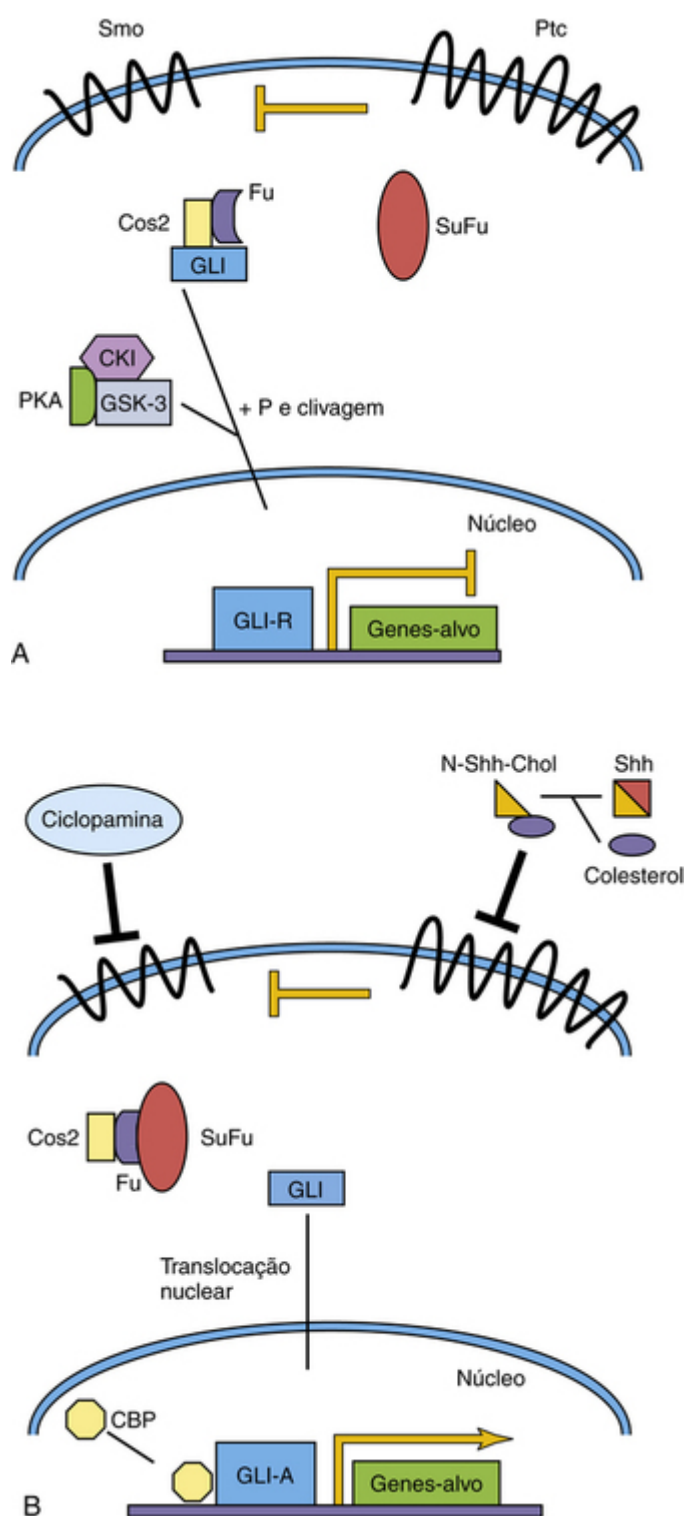 Smo
Ptc
Fu
Cos2
SuFu
GLI
CKI
PKA
GSK-3
+ P e clivagem
Núcleo
GLI-R
Genes-alvo
A
N-Shh-Chol
Shh
Ciclopamina
Colesterol
Cos2
SuFu
Fu
GLI
Translocação
nuclear
Núcleo
CBP
GLI-A
Genes-alvo
B